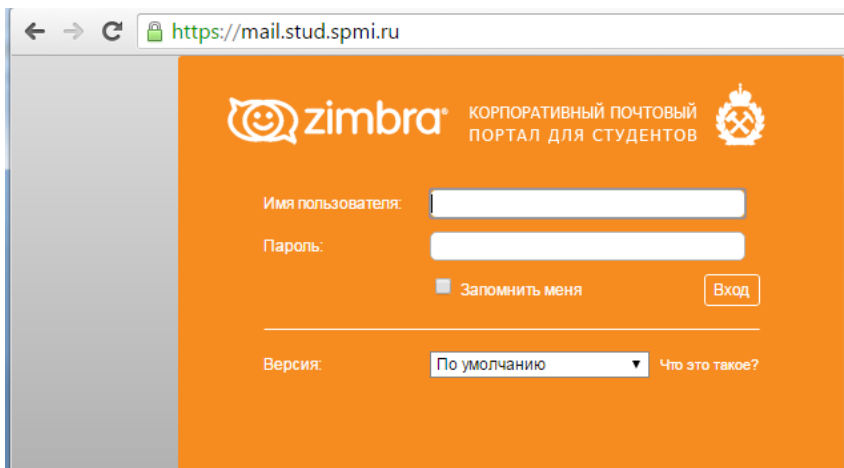 https://mail.stud.spmi.ru
zimbra® КОРПОРАТИВНЫЙ ПОЧТОВЫЙ
ПОРТАЛ ДЛЯ СТУДЕНТОВ
Имя пользователя:
Пароль:
Запомнить меня Вход
Версия: По умолчанию Что это такое?